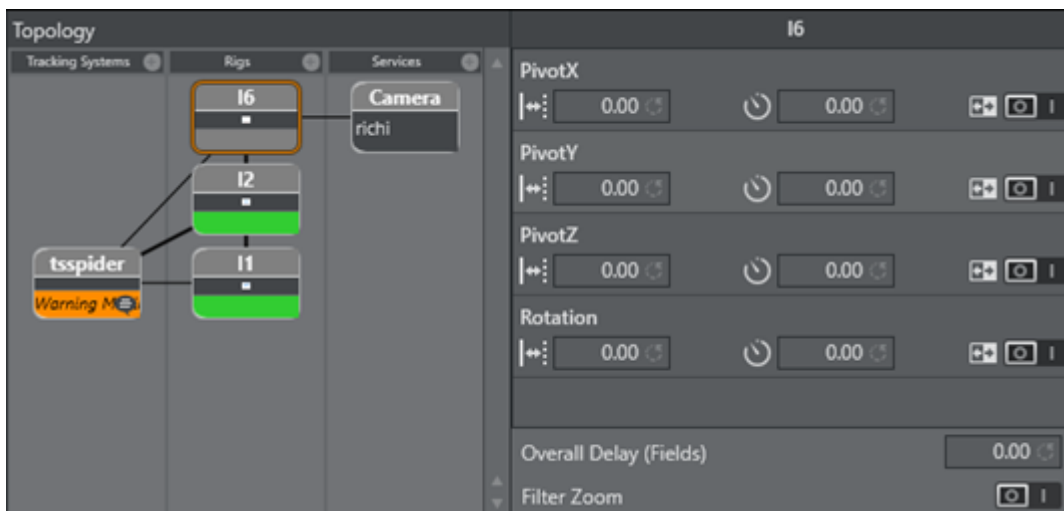 Topology
Tracking Systems
Rigs
Services
I6
Camera
richi
I2
tsspider
Warning
I1
I6
PivotX
0.00
0.00
PivotY
0.00
0.00
PivotZ
0.00
0.00
Rotation
0.00
0.00
Overall Delay (Fields)
0.00
Filter Zoom